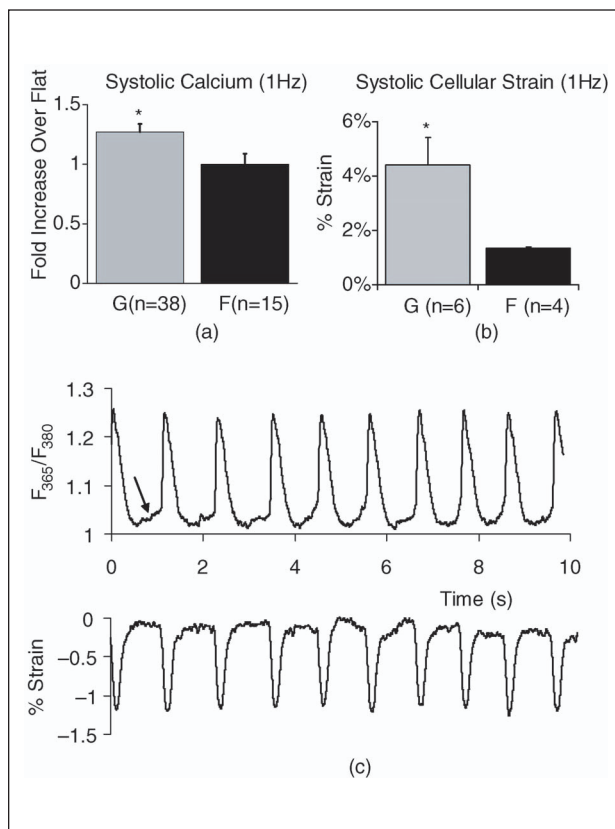 Systolic Calcium (1Hz)
Fold Increase Over Flat
1.5
1
0.5
0
*
G(n=38) F(n=15)
(a)
Systolic Cellular Strain (1Hz)
% Strain
6%
4%
2%
0%
*
G (n=6) F (n=4)
(b)
F365/F380
1.3
1.2
1.1
1
0 2 4 6 8 10
Time (s)
% Strain
0
−0.5
−1
−1.5
(c)